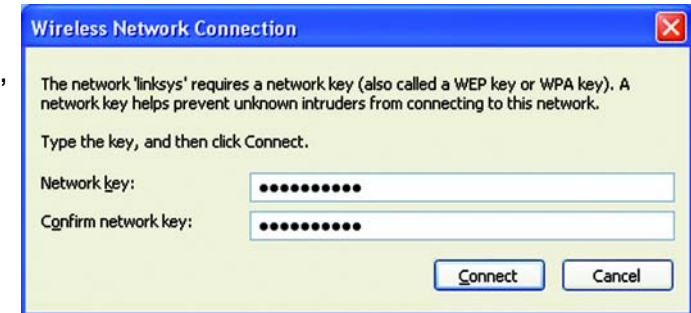 Wireless Network Connection
,
The network 'linksys' requires a network key (also called a WEP key or WPA key). A
network key helps prevent unknown intruders from connecting to this network.
Type the key, and then click Connect.
Network key: ••••••••••
Confirm network key: ••••••••••
Connect Cancel